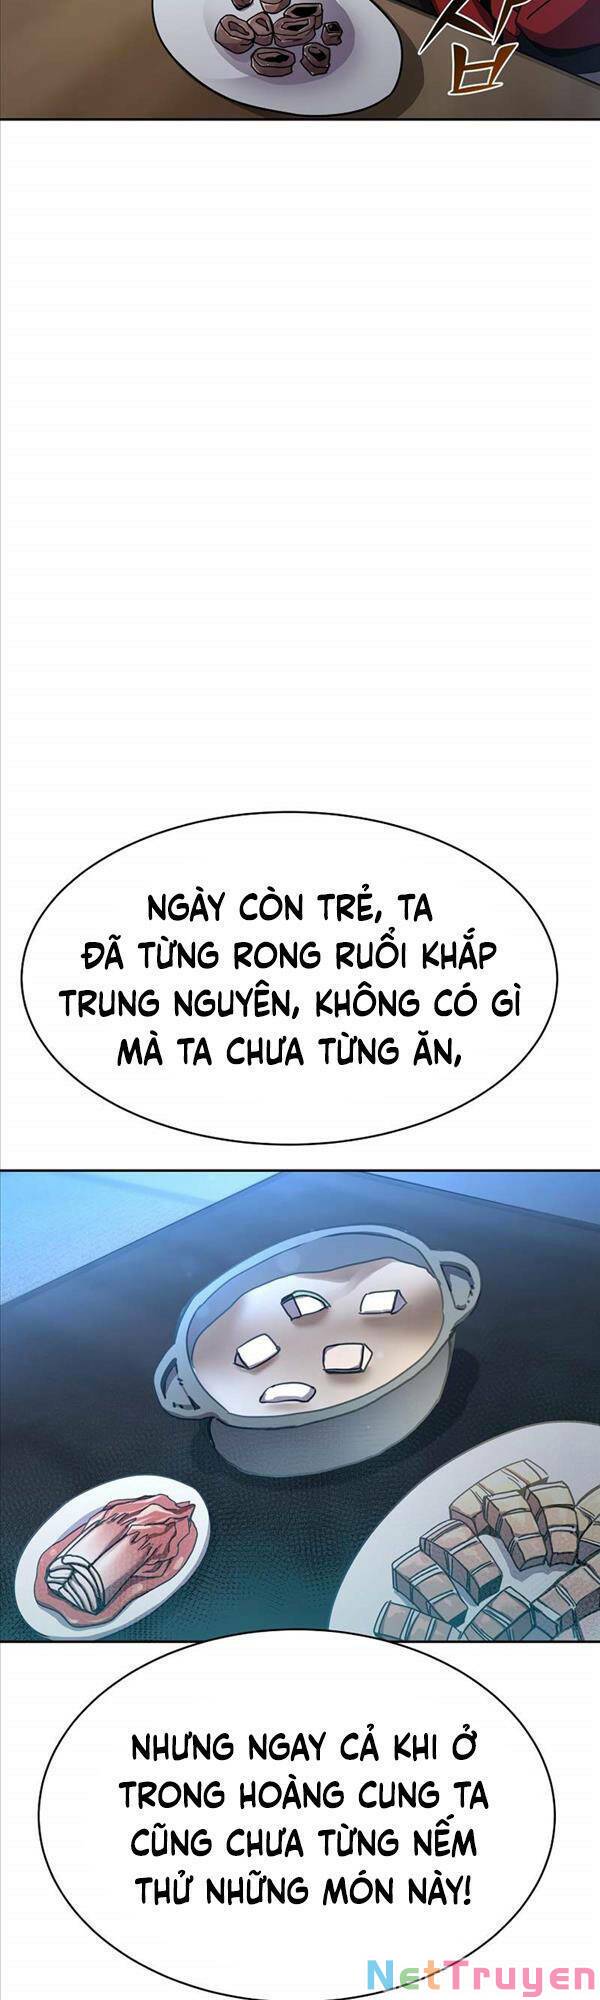 NGÀY CÒN TRẺ, TA
ĐÃ TỪNG RONG RUỔI KHẮP
TRUNG NGUYÊN, KHÔNG CÓ GÌ
MÀ TA CHƯA TỪNG ĂN,
NHƯNG NGAY CẢ KHI Ở
TRONG HOÀNG CUNG TA
CŨNG CHƯA TỪNG NẾM
THỬ NHỮNG MÓN NÀY!
NetTruyen